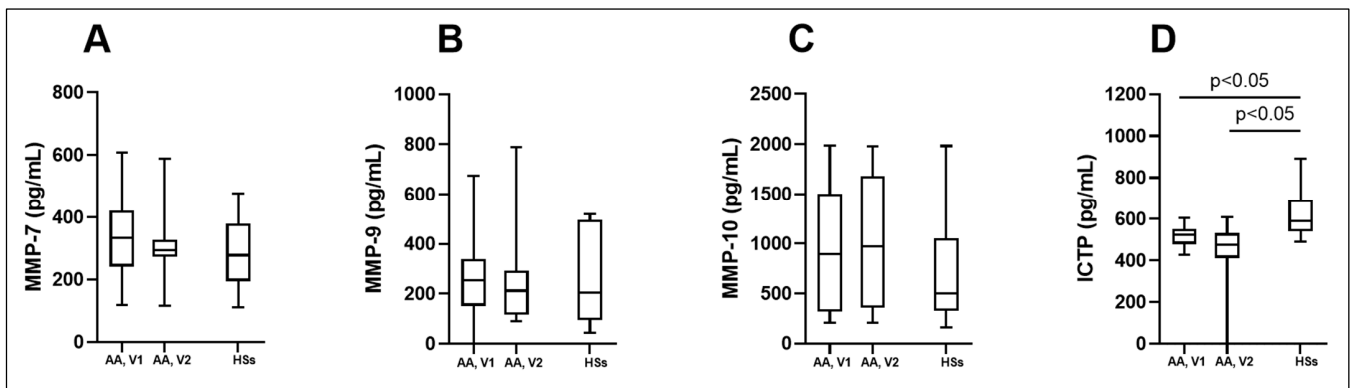 A
B
C
D
MMP-7 (pg/mL)
800
600
400
200
0
AA, V1
AA, V2
HSs
MMP-9 (pg/mL)
1000
800
600
400
200
0
AA, V1
AA, V2
HSs
MMP-10 (pg/mL)
2500
2000
1500
1000
500
0
AA, V1
AA, V2
HSs
ICTP (pg/mL)
1200
1000
800
600
400
200
0
p<0.05
p<0.05
AA, V1
AA, V2
HSs